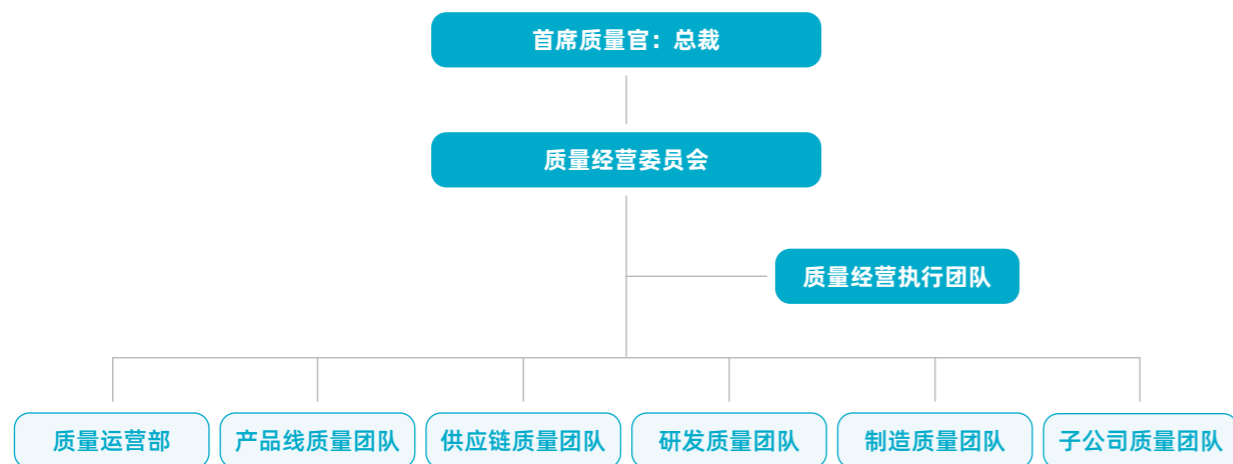 首席质量官：总裁
质量经营委员会
质量经营执行团队
质量运营部
产品线质量团队
供应链质量团队
研发质量团队
制造质量团队
子公司质量团队